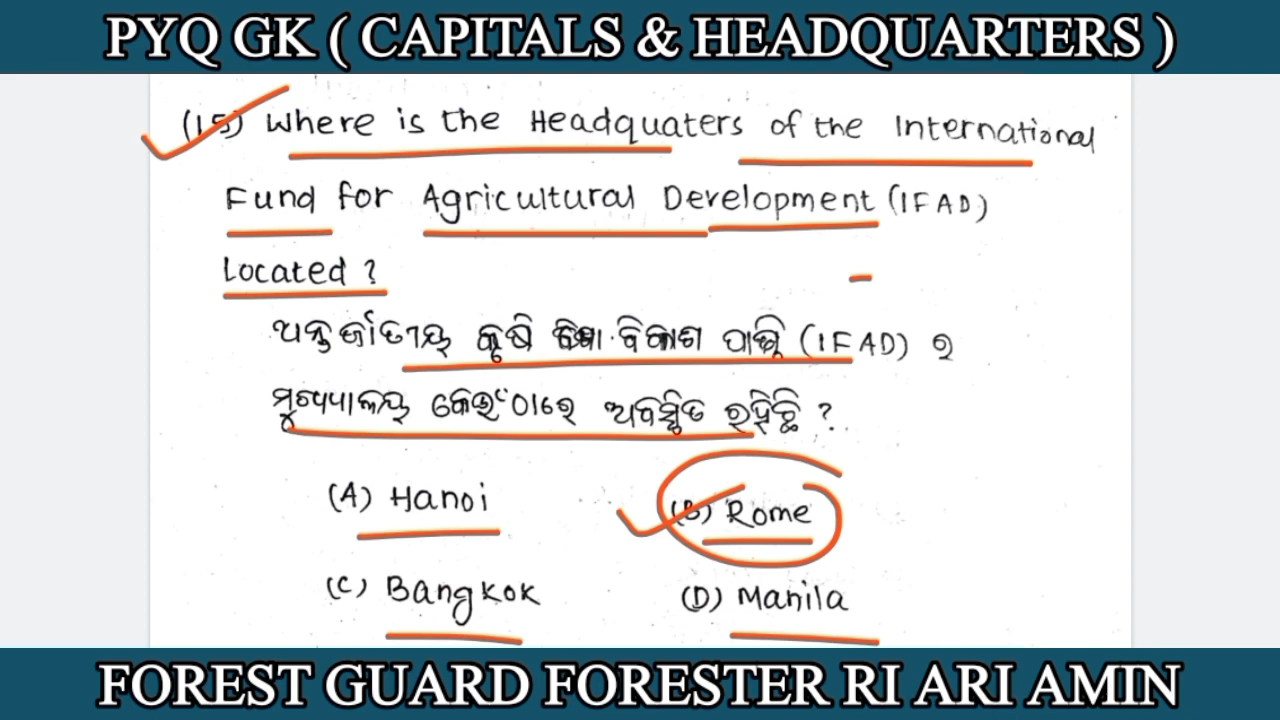 PYQ GK ( CAPITALS & HEADQUARTERS )
(15) Where is the Headquaters of the International
Fund for Agricultural Development (IFAD)
Located ?
ଅନ୍ତର୍ଜାତୀୟ କୃଷି ବିକାଶ ପାଣ୍ଠି (IFAD) ର
ମୁଖ୍ୟାଳୟ କେଉଁଠାରେ ଅବସ୍ଥିତ ରହିଛି ?
(A) Hanoi
(B) Rome
(C) Bangkok
(D) Manila
FOREST GUARD FORESTER RI ARI AMIN